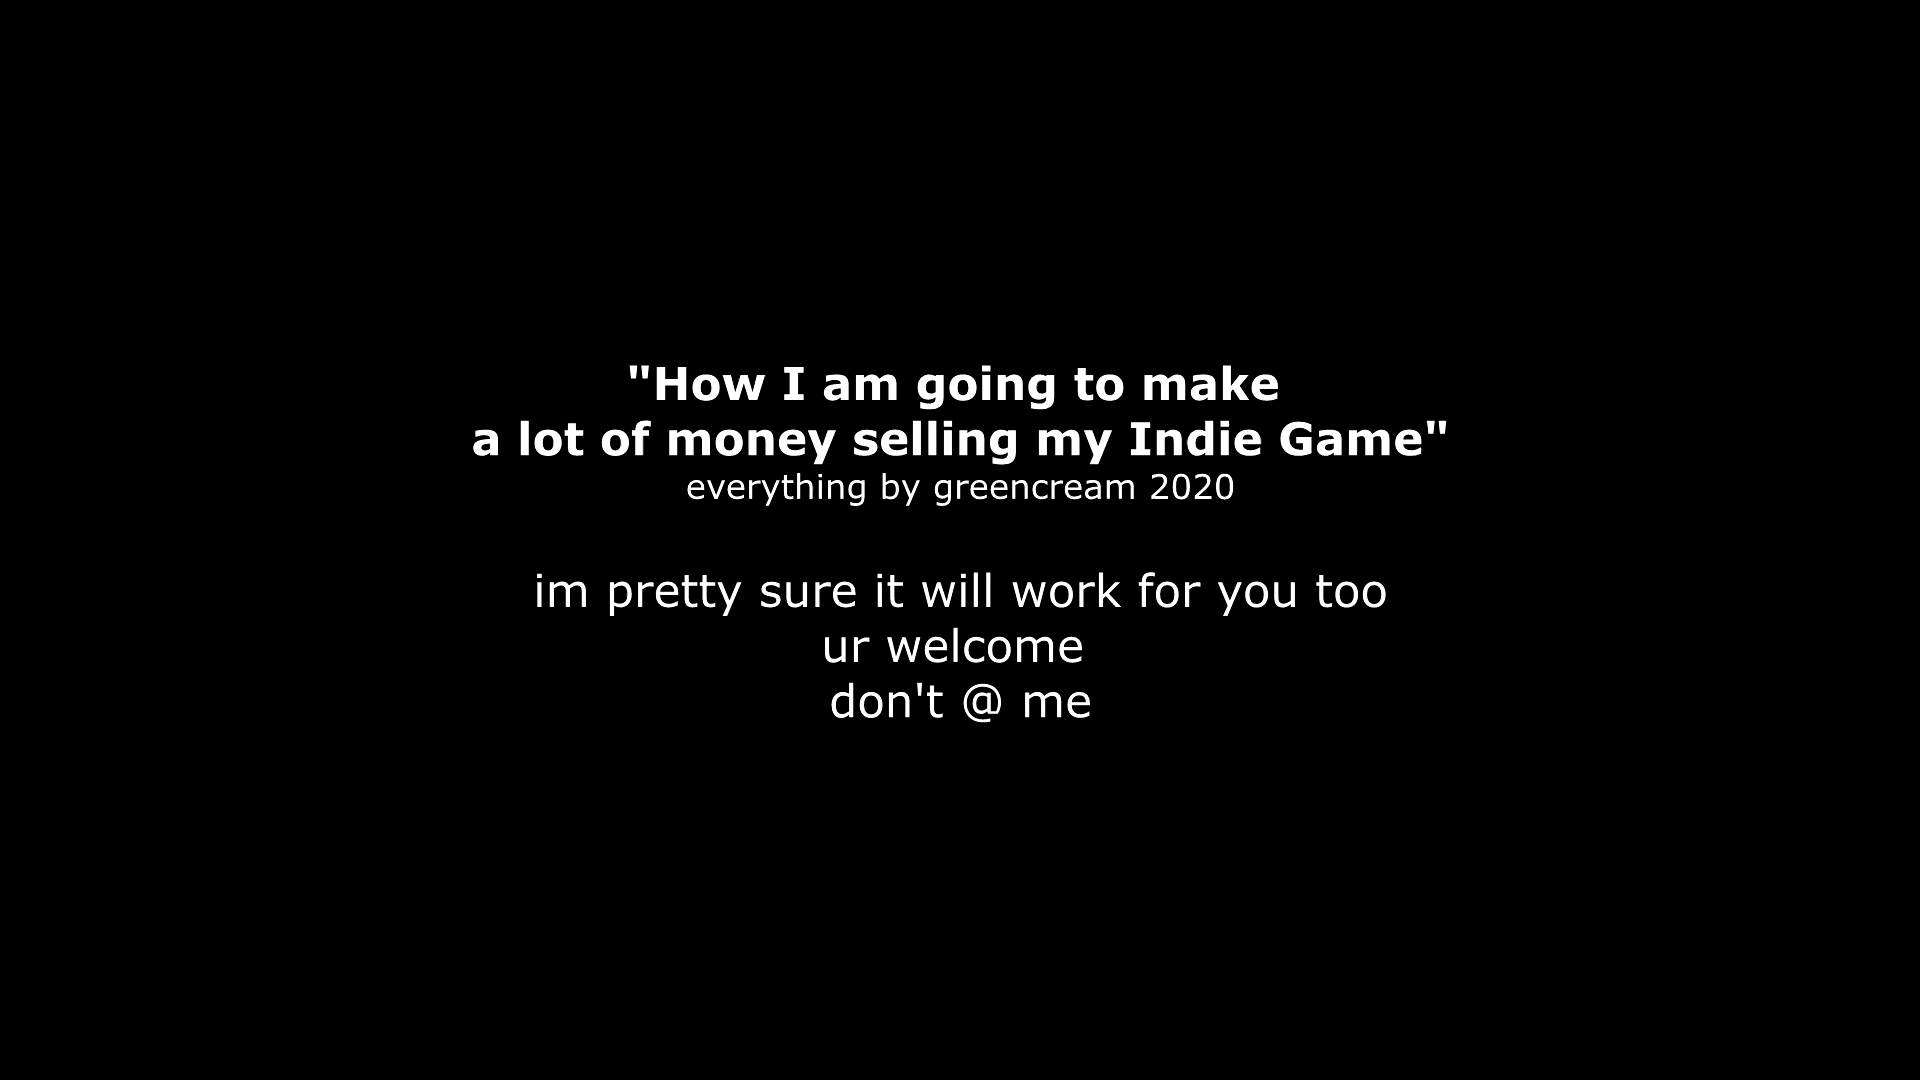 "How I am going to make
a lot of money selling my Indie Game"
everything by greencream 2020
im pretty sure it will work for you too
ur welcome
don't @ me